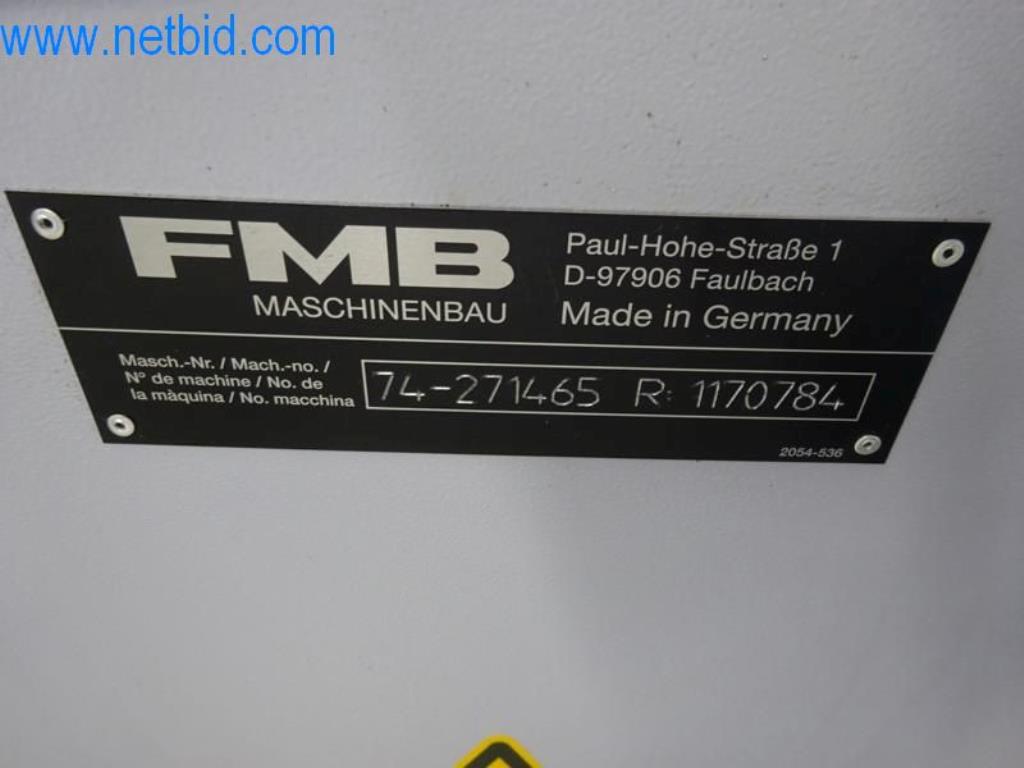 www.netbid.com
FMB
MASCHINENBAU
Paul-Hohe-Straße 1
D-97906 Faulbach
Made in Germany
Masch.-Nr. / Mach.-no. /
Nº de machine / No. de
la màquina / No. macchina
74-271465 R: 1170784
2054-536